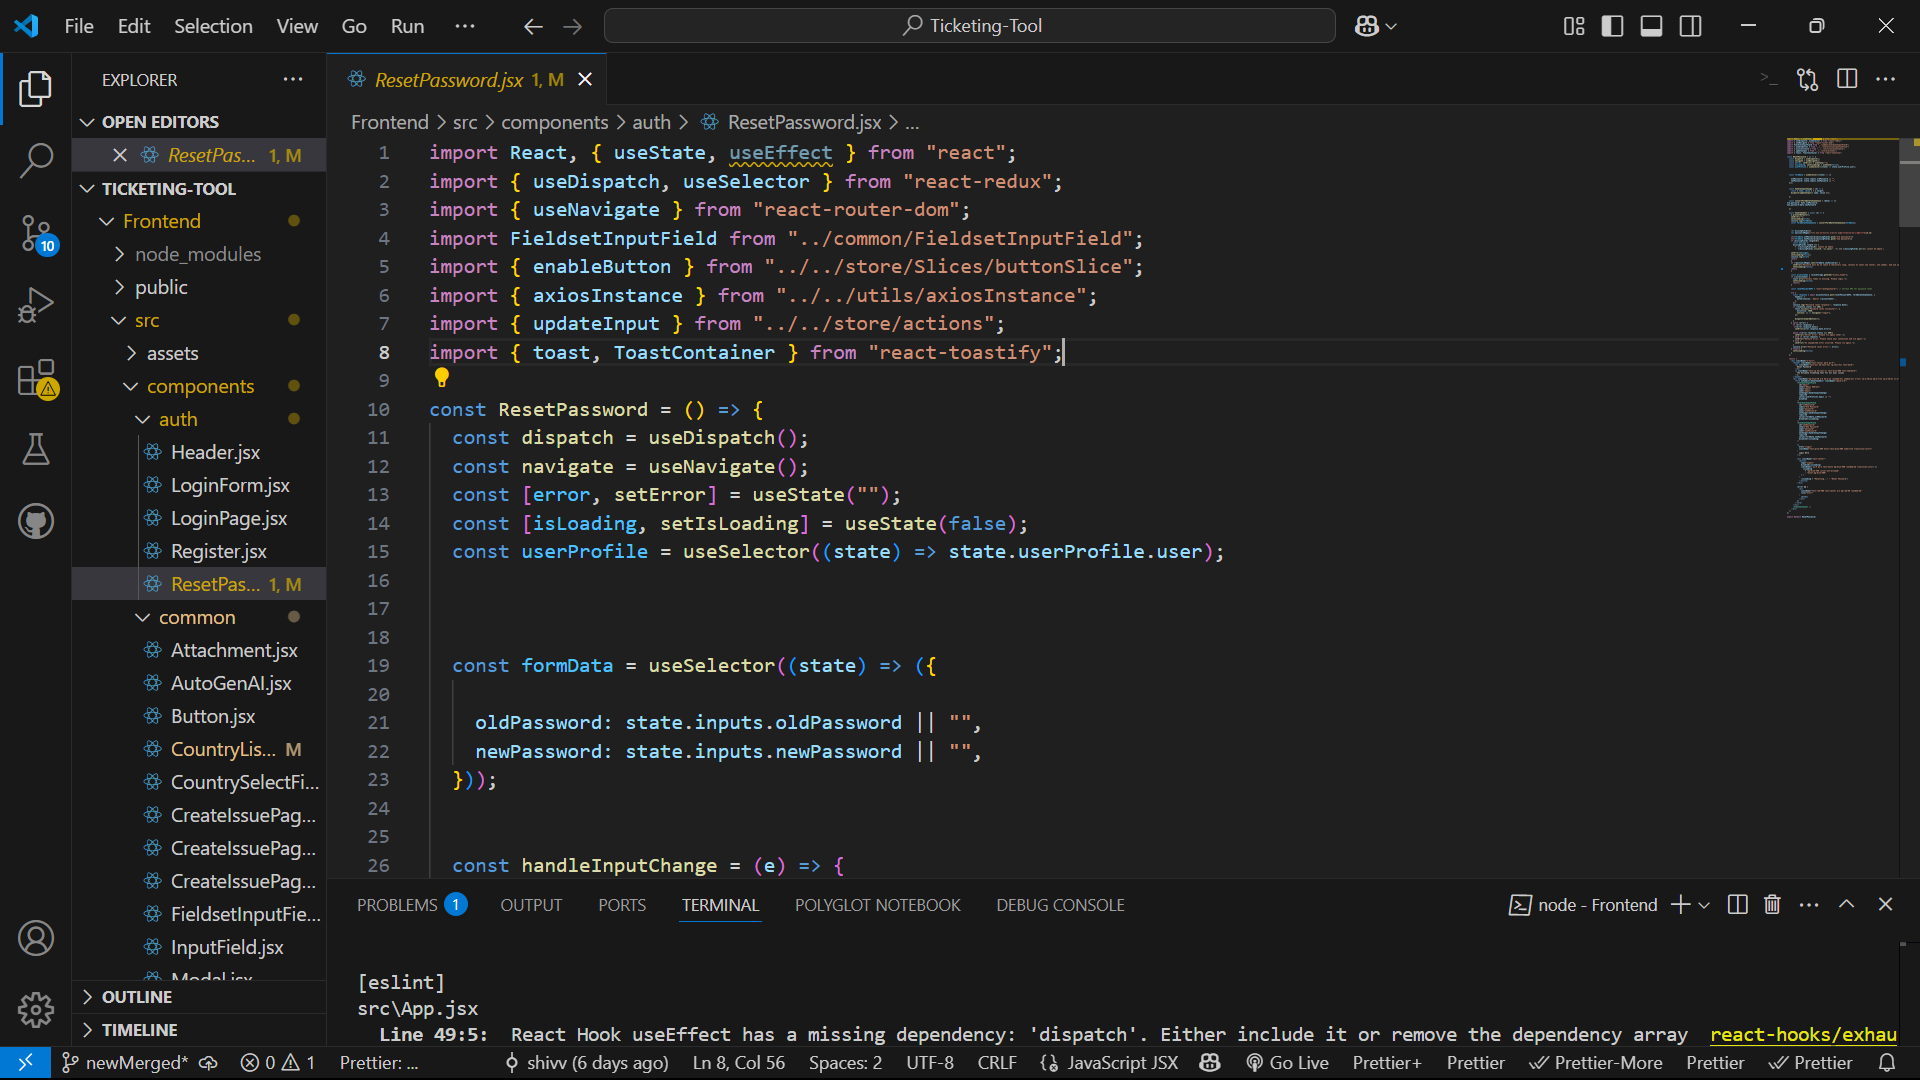 File Edit Selection View Go Run ··· Ticketing-Tool
EXPLORER
OPEN EDITORS
ResetPas... 1, M
TICKETING-TOOL
Frontend
node_modules
public
src
assets
components
auth
Header.jsx
LoginForm.jsx
LoginPage.jsx
Register.jsx
ResetPas... 1, M
common
Attachment.jsx
AutoGenAI.jsx
Button.jsx
CountryLis... M
CountrySelectFi...
CreateIssuePag...
CreateIssuePag...
CreateIssuePag...
FieldsetInputFie...
InputField.jsx
Modal.jsx
OUTLINE
TIMELINE
10
ResetPassword.jsx 1, M
Frontend > src > components > auth > ResetPassword.jsx > ...
1 import React, { useState, useEffect } from "react";
2 import { useDispatch, useSelector } from "react-redux";
3 import { useNavigate } from "react-router-dom";
4 import FieldsetInputField from "../common/FieldsetInputField";
5 import { enableButton } from "../../store/Slices/buttonSlice";
6 import { axiosInstance } from "../../utils/axiosInstance";
7 import { updateInput } from "../../store/actions";
8 import { toast, ToastContainer } from "react-toastify";
9
10 const ResetPassword = () => {
11 const dispatch = useDispatch();
12 const navigate = useNavigate();
13 const [error, setError] = useState("");
14 const [isLoading, setIsLoading] = useState(false);
15 const userProfile = useSelector((state) => state.userProfile.user);
16
17
18
19 const formData = useSelector((state) => ({
20
21 oldPassword: state.inputs.oldPassword || "",
22 newPassword: state.inputs.newPassword || "",
23 }));
24
25
26 const handleInputChange = (e) => {
PROBLEMS 1 OUTPUT PORTS TERMINAL POLYGLOT NOTEBOOK DEBUG CONSOLE node - Frontend
[eslint]
src\App.jsx
Line 49:5: React Hook useEffect has a missing dependency: 'dispatch'. Either include it or remove the dependency array react-hooks/exhau
newMerged* 0 1 Prettier: ... shivv (6 days ago) Ln 8, Col 56 Spaces: 2 UTF-8 CRLF JavaScript JSX Go Live Prettier+ Prettier Prettier-More Prettier Prettier